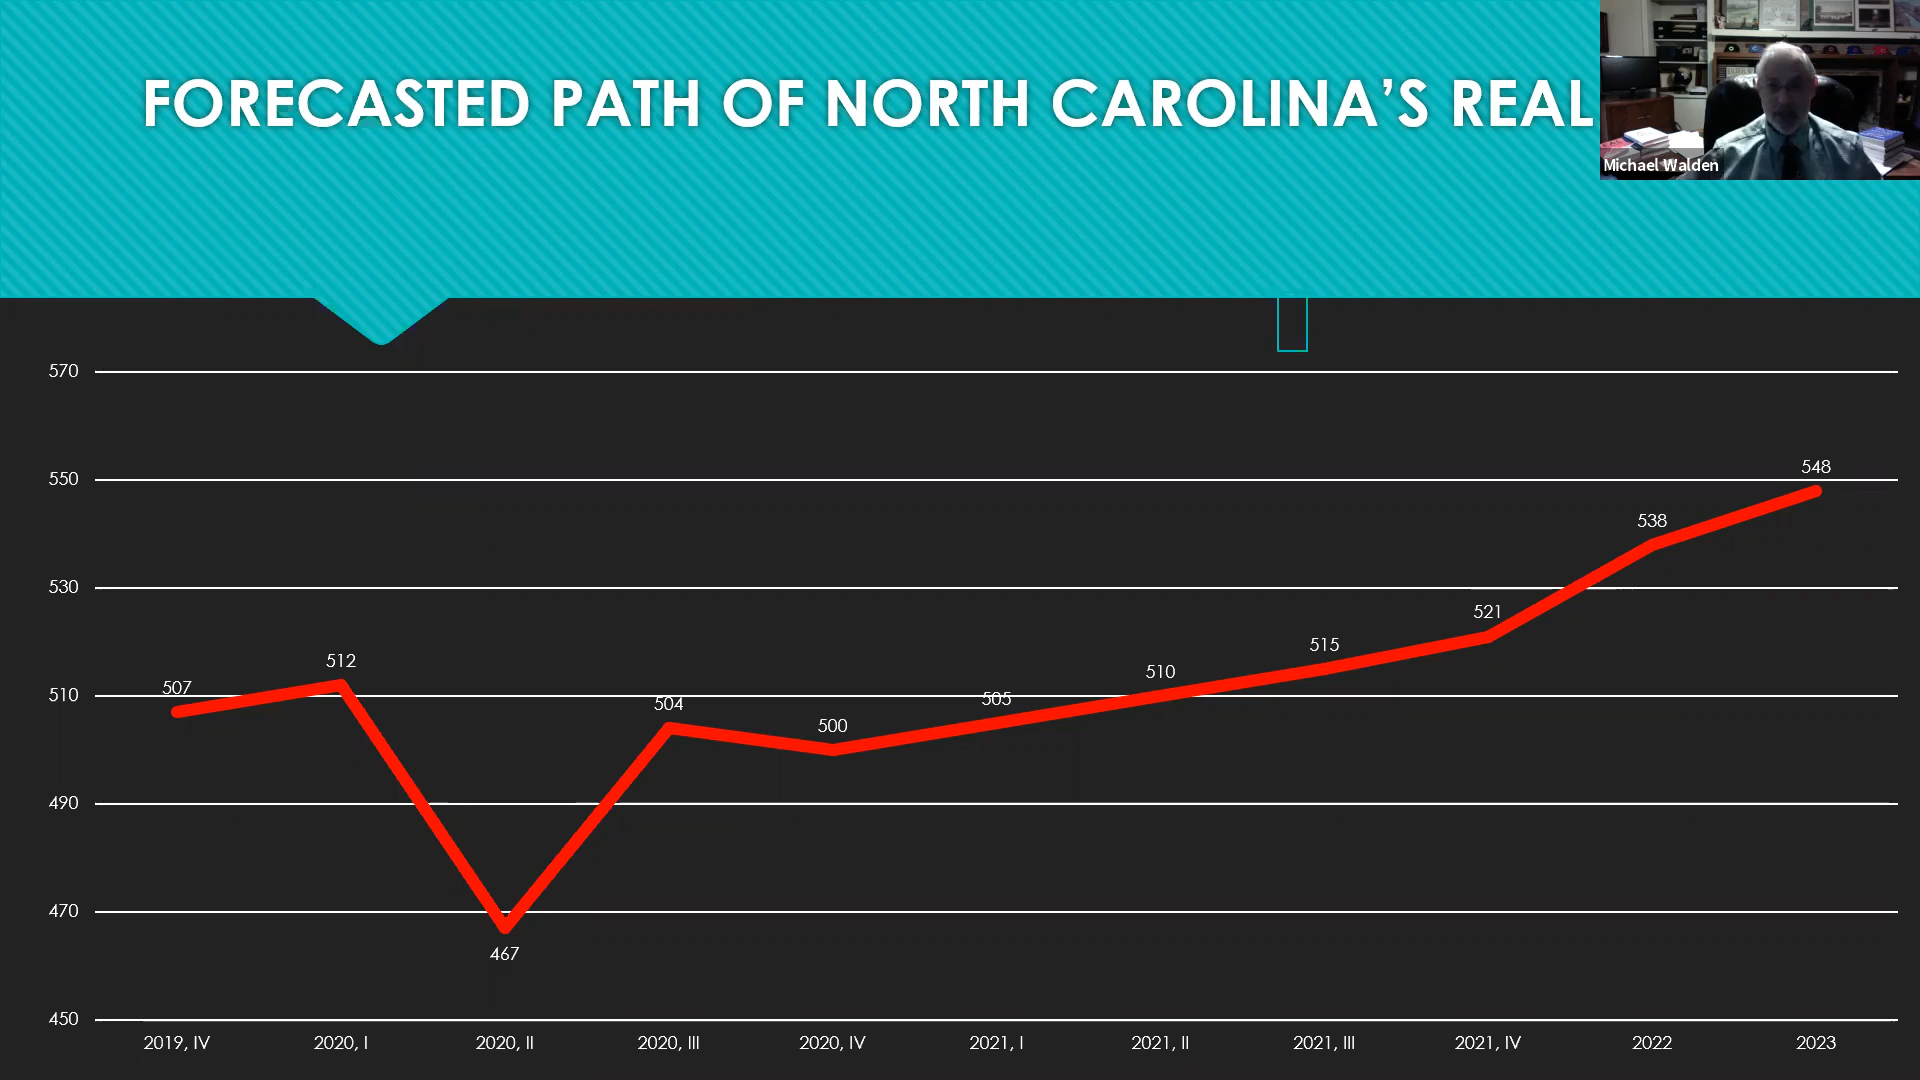 FORECASTED PATH OF NORTH CAROLINA’S REAL
Michael Walden
570
550
530
510
490
470
450
507
512
467
504
500
505
510
515
521
538
548
2019, IV
2020, I
2020, II
2020, III
2020, IV
2021, I
2021, II
2021, III
2021, IV
2022
2023